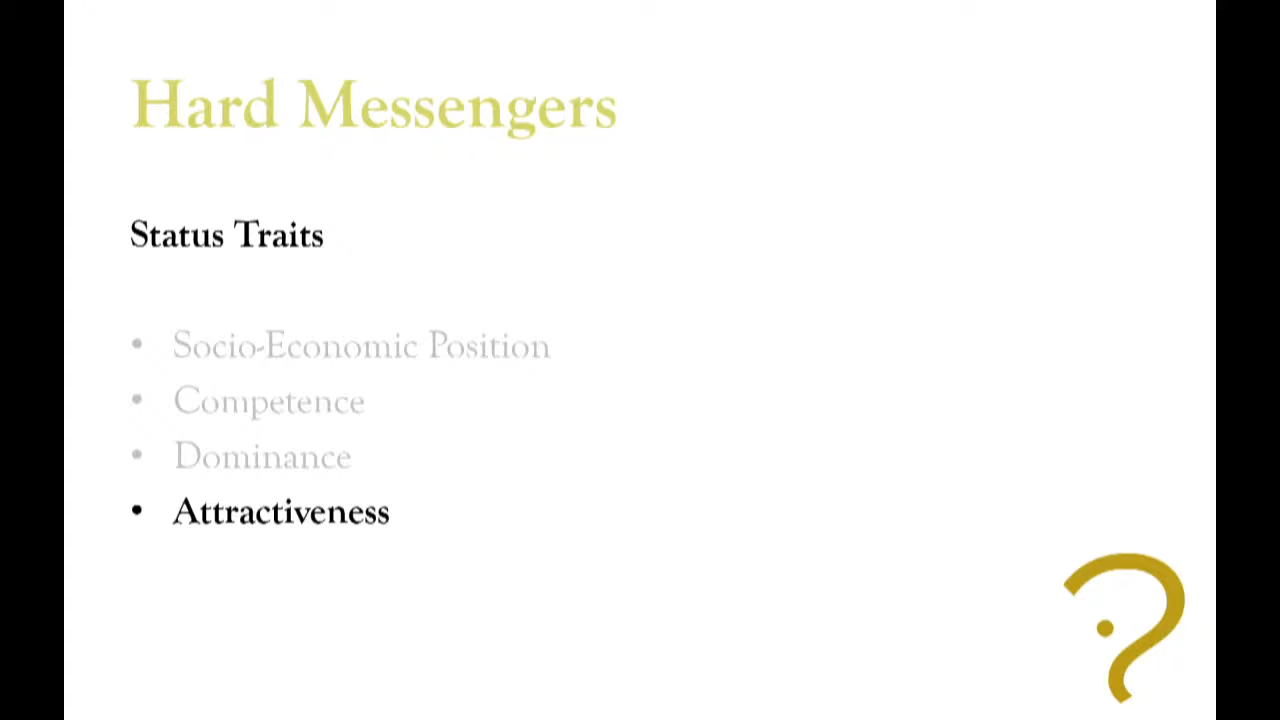 Hard Messengers
Status Traits
• Socio-Economic Position
• Competence
• Dominance
• Attractiveness